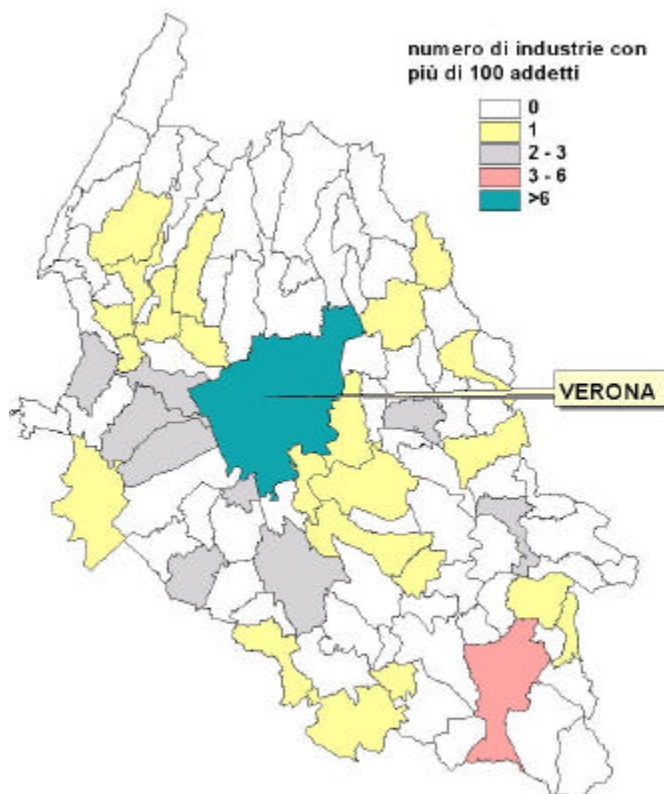 numero di industrie con
più di 100 addetti
0
1
2 - 3
3 - 6
>6
VERONA